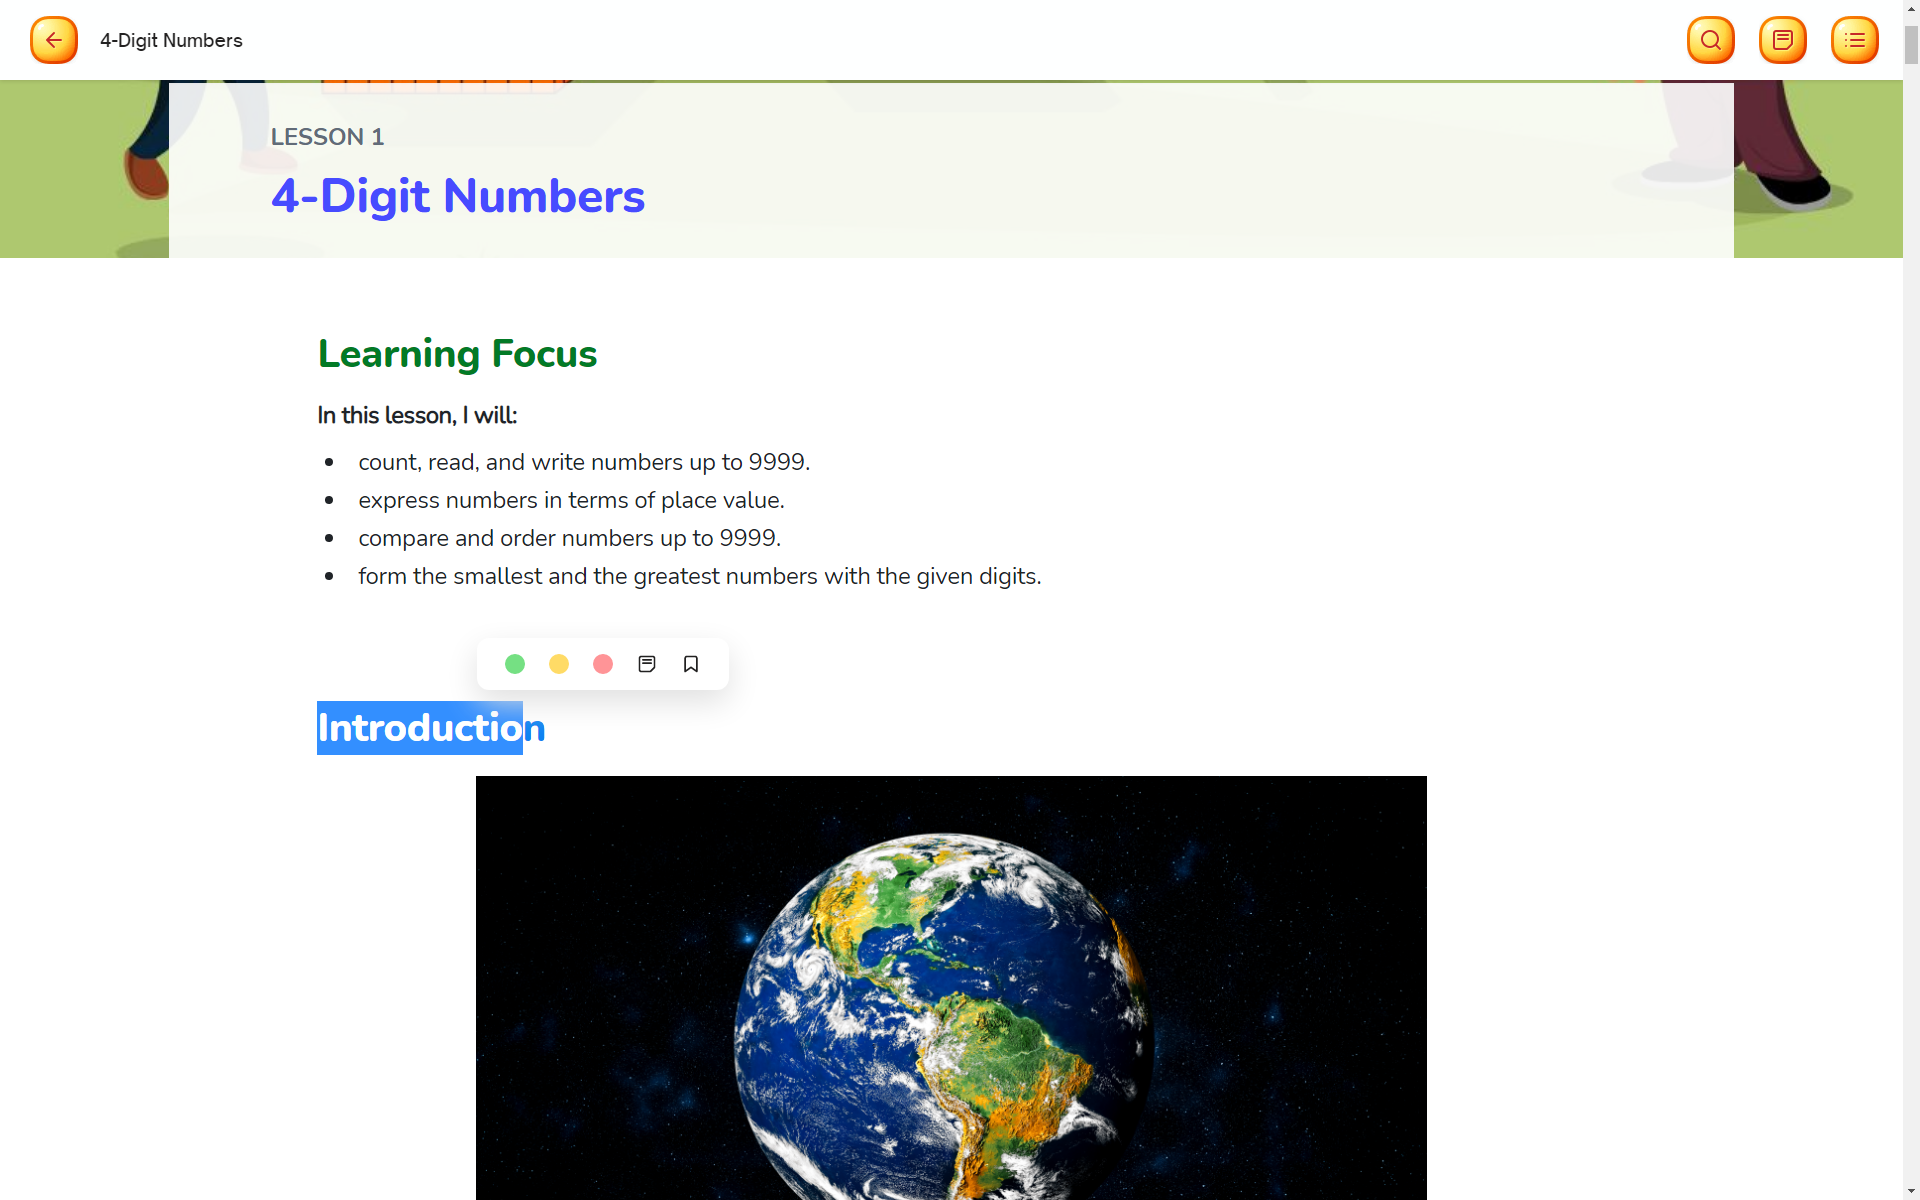 4-Digit Numbers
LESSON 1
4-Digit Numbers
Learning Focus
In this lesson, I will:
count, read, and write numbers up to 9999.
express numbers in terms of place value.
compare and order numbers up to 9999.
form the smallest and the greatest numbers with the given digits.
Introduction